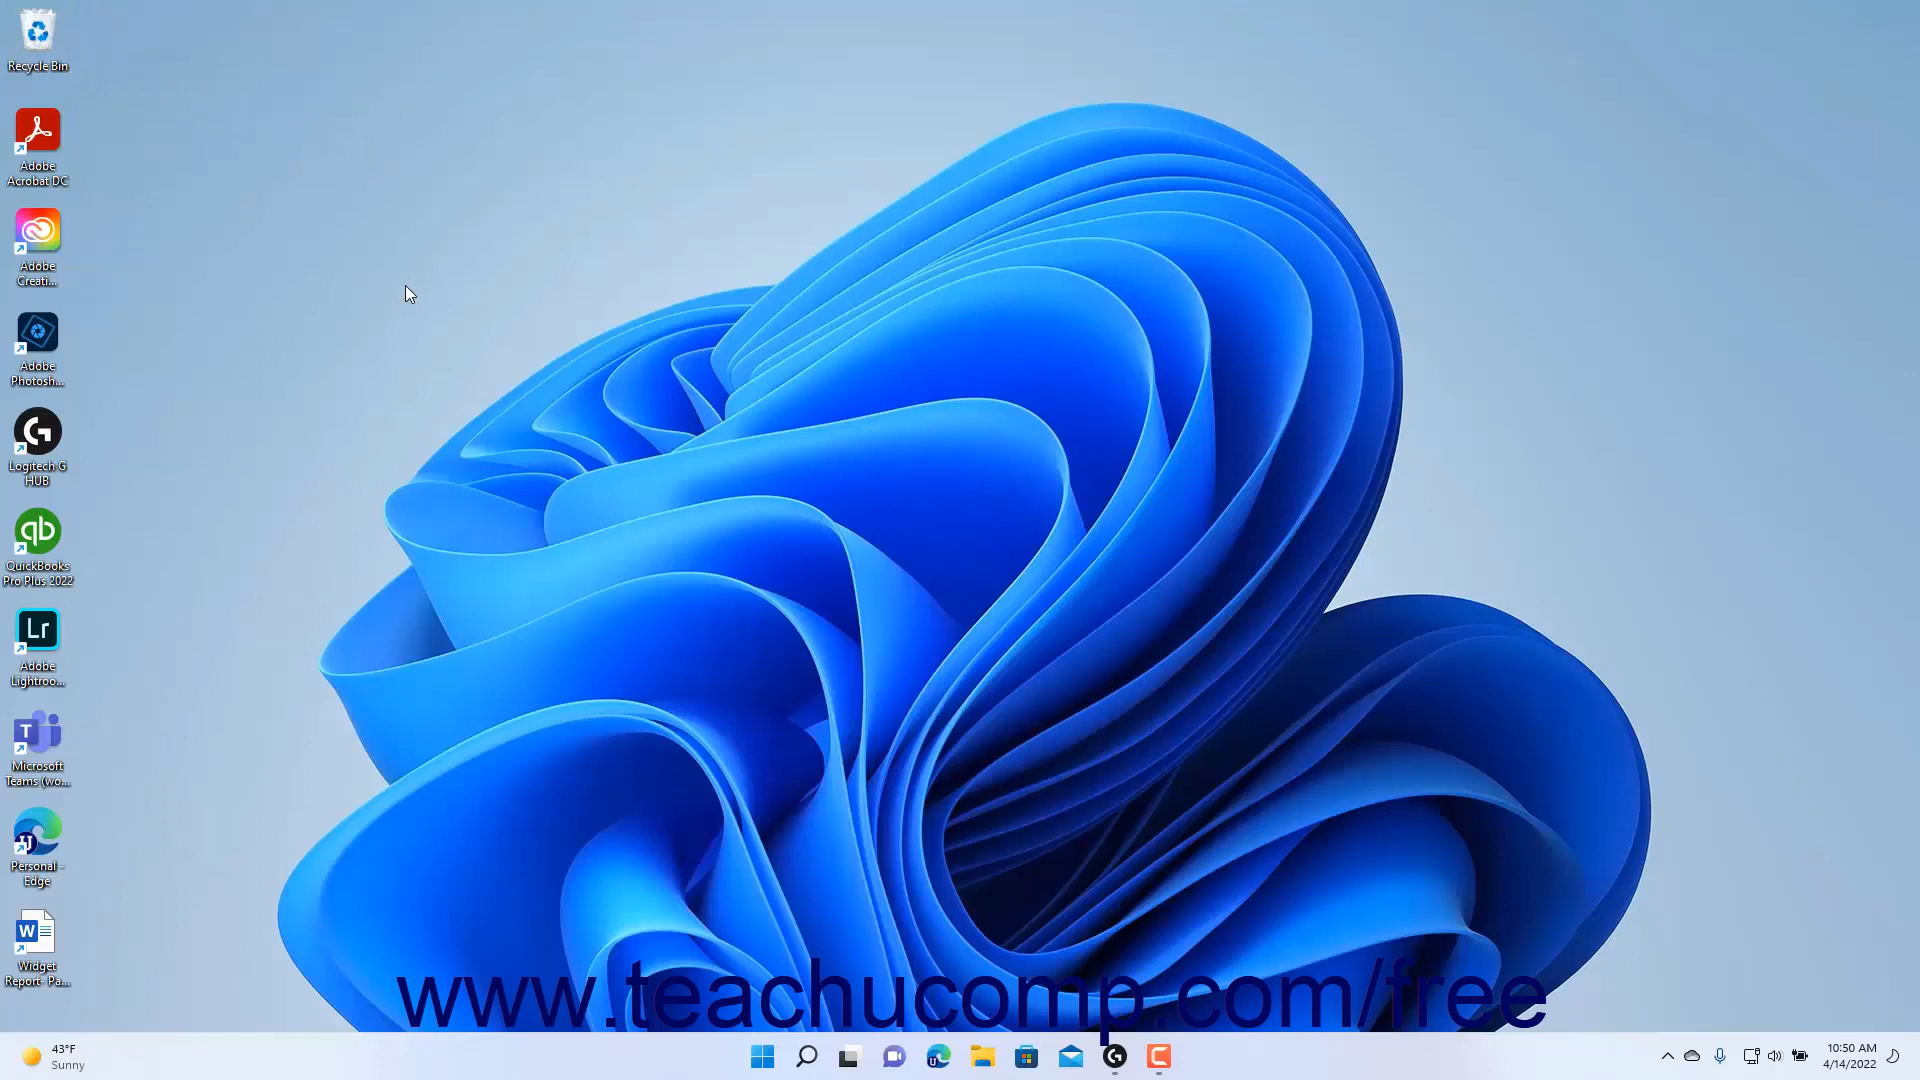 Recycle Bin
Adobe
Acrobat DC
Adobe
Creati...
Adobe
Photosh...
Logitech G
HUB
QuickBooks
Pro Plus 2022
Lr
Adobe
Lightroo...
T
Microsoft
Teams (wo...
Personal -
Edge
W
Widget
Report- Pa...
www.teachucomp.com/free
43°F
Sunny
10:50 AM
4/14/2022